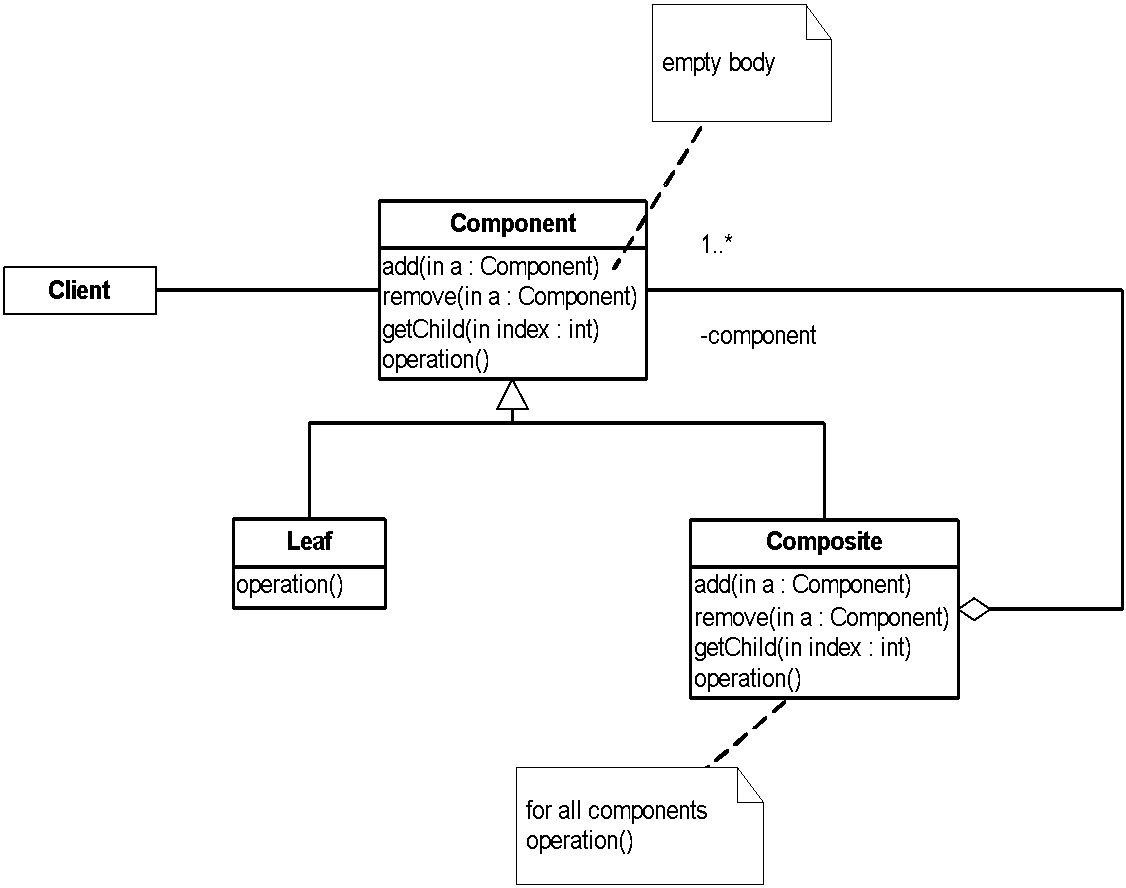 empty body
Component
add(in a : Component)
remove(in a : Component)
getChild(in index : int)
operation()
1..*
-component
Client
Leaf
operation()
Composite
add(in a : Component)
remove(in a : Component)
getChild(in index : int)
operation()
for all components
operation()